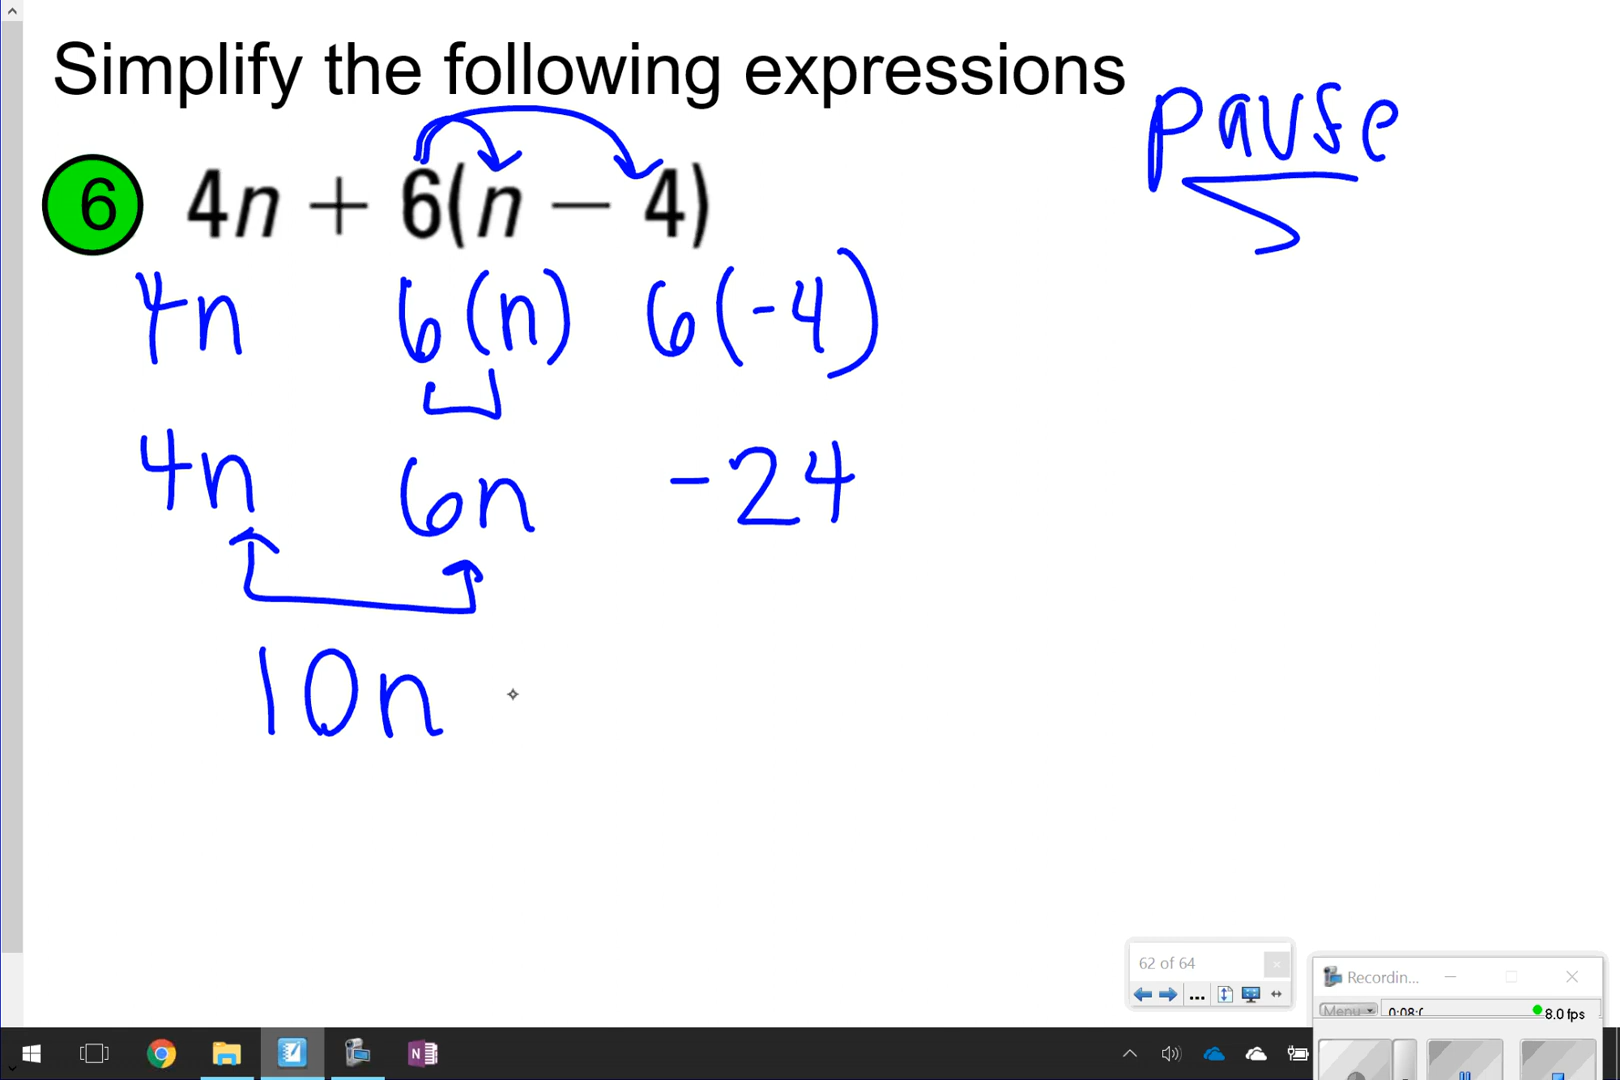 Simplify the following expressions
pause
6 4n + 6(n − 4)
4n 6(n) 6(-4)
4n 6n -24
10n
62 of 64
Recordin...
Menu 0:08:0
8.0 fps